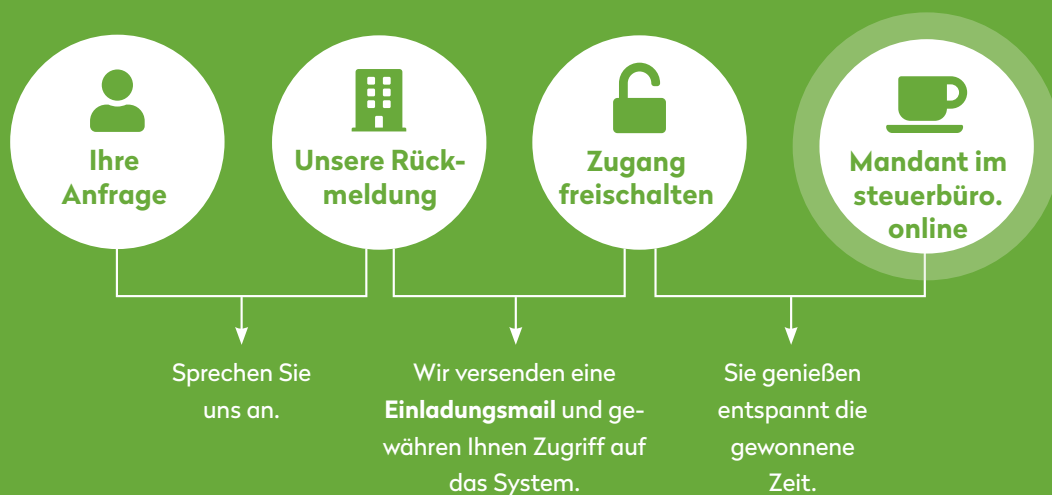 Ihre
Anfrage
Unsere Rück-
meldung
Zugang
freischalten
Mandant im
steuerbüro.
online
Sprechen Sie
uns an.
Wir versenden eine
Einladungsmail und ge-
währen Ihnen Zugriff auf
das System.
Sie genießen
entspannt die
gewonnene
Zeit.